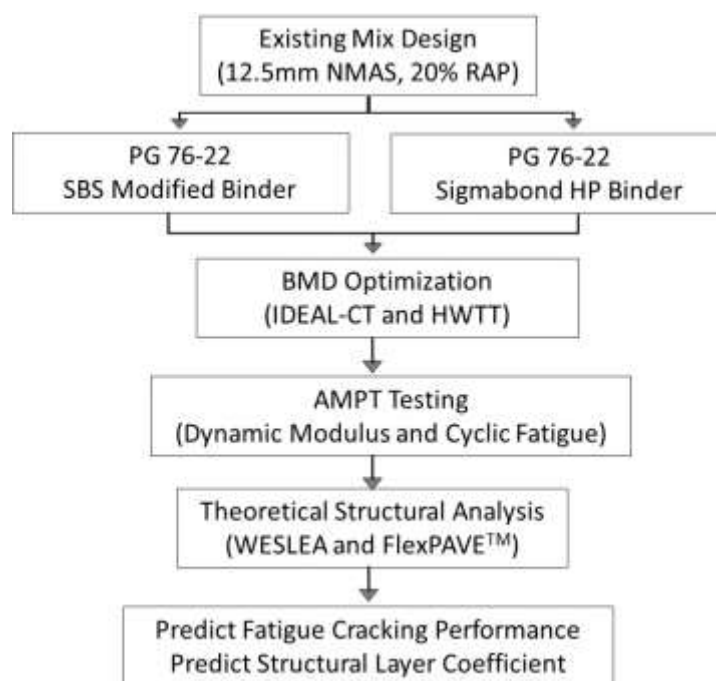 Existing Mix Design
(12.5mm NMAS, 20% RAP)
PG 76-22
SBS Modified Binder
PG 76-22
Sigmabond HP Binder
BMD Optimization
(IDEAL-CT and HWTT)
AMPT Testing
(Dynamic Modulus and Cyclic Fatigue)
Theoretical Structural Analysis
(WESLEA and FlexPAVE™)
Predict Fatigue Cracking Performance
Predict Structural Layer Coefficient